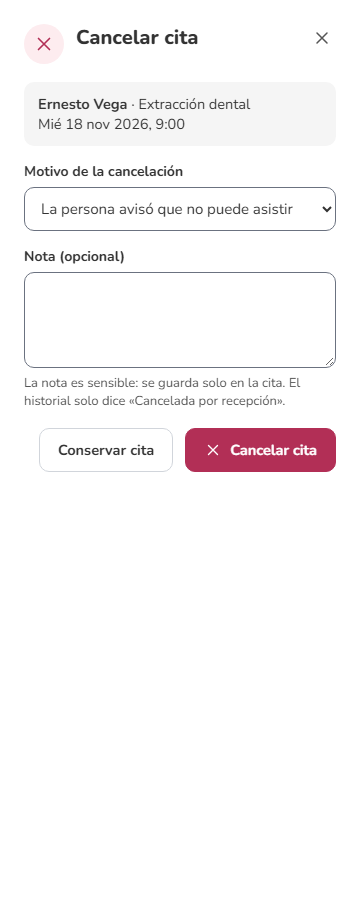 Cancelar cita
Ernesto Vega · Extracción dental
Mié 18 nov 2026, 9:00
Motivo de la cancelación
La persona avisó que no puede asistir
Nota (opcional)
La nota es sensible: se guarda solo en la cita. El
historial solo dice «Cancelada por recepción».
Conservar cita
Cancelar cita